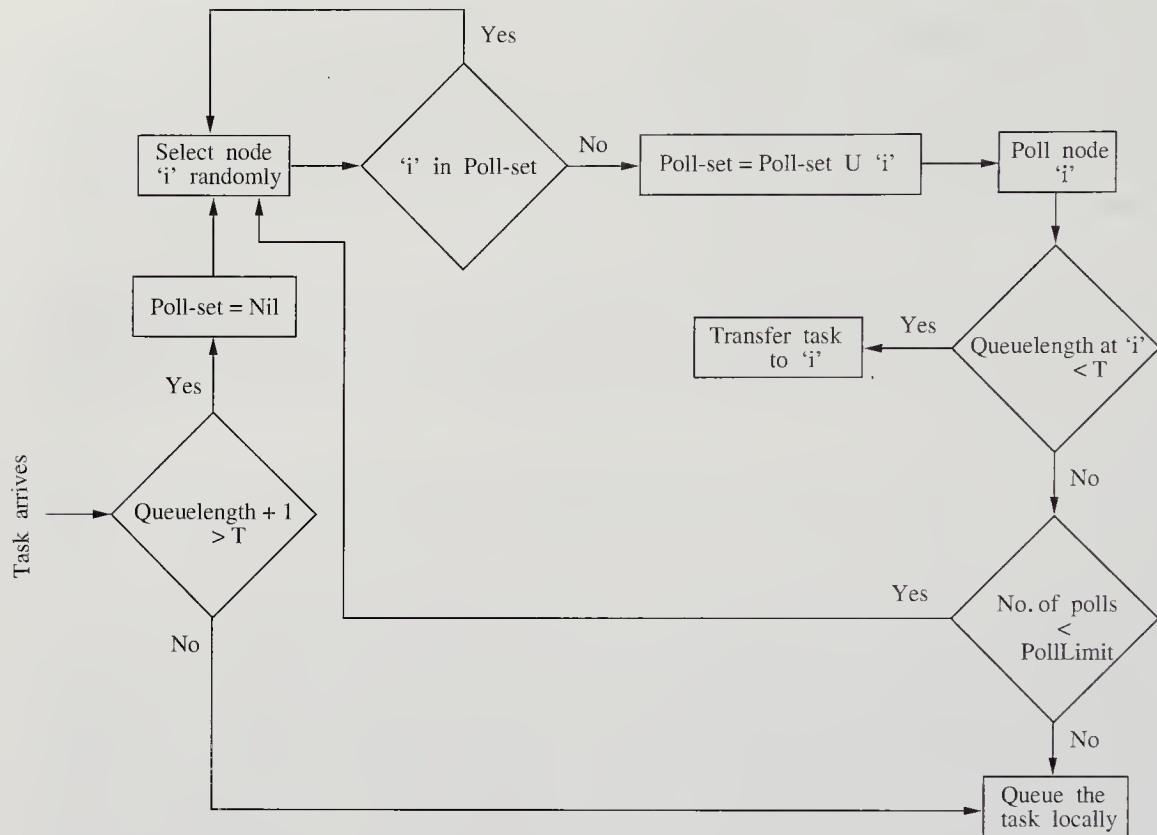 Yes
Select node
‘i’ randomly
‘i’ in Poll-set
No
Poll-set = Poll-set U ‘i’
Poll node
‘i’
Poll-set = Nil
Transfer task
to ‘i’
Yes
Queuelength at ‘i’
< T
Yes
No
Task arrives
Queuelength + 1
> T
Yes
No. of polls
<
PollLimit
No
No
Queue the
task locally